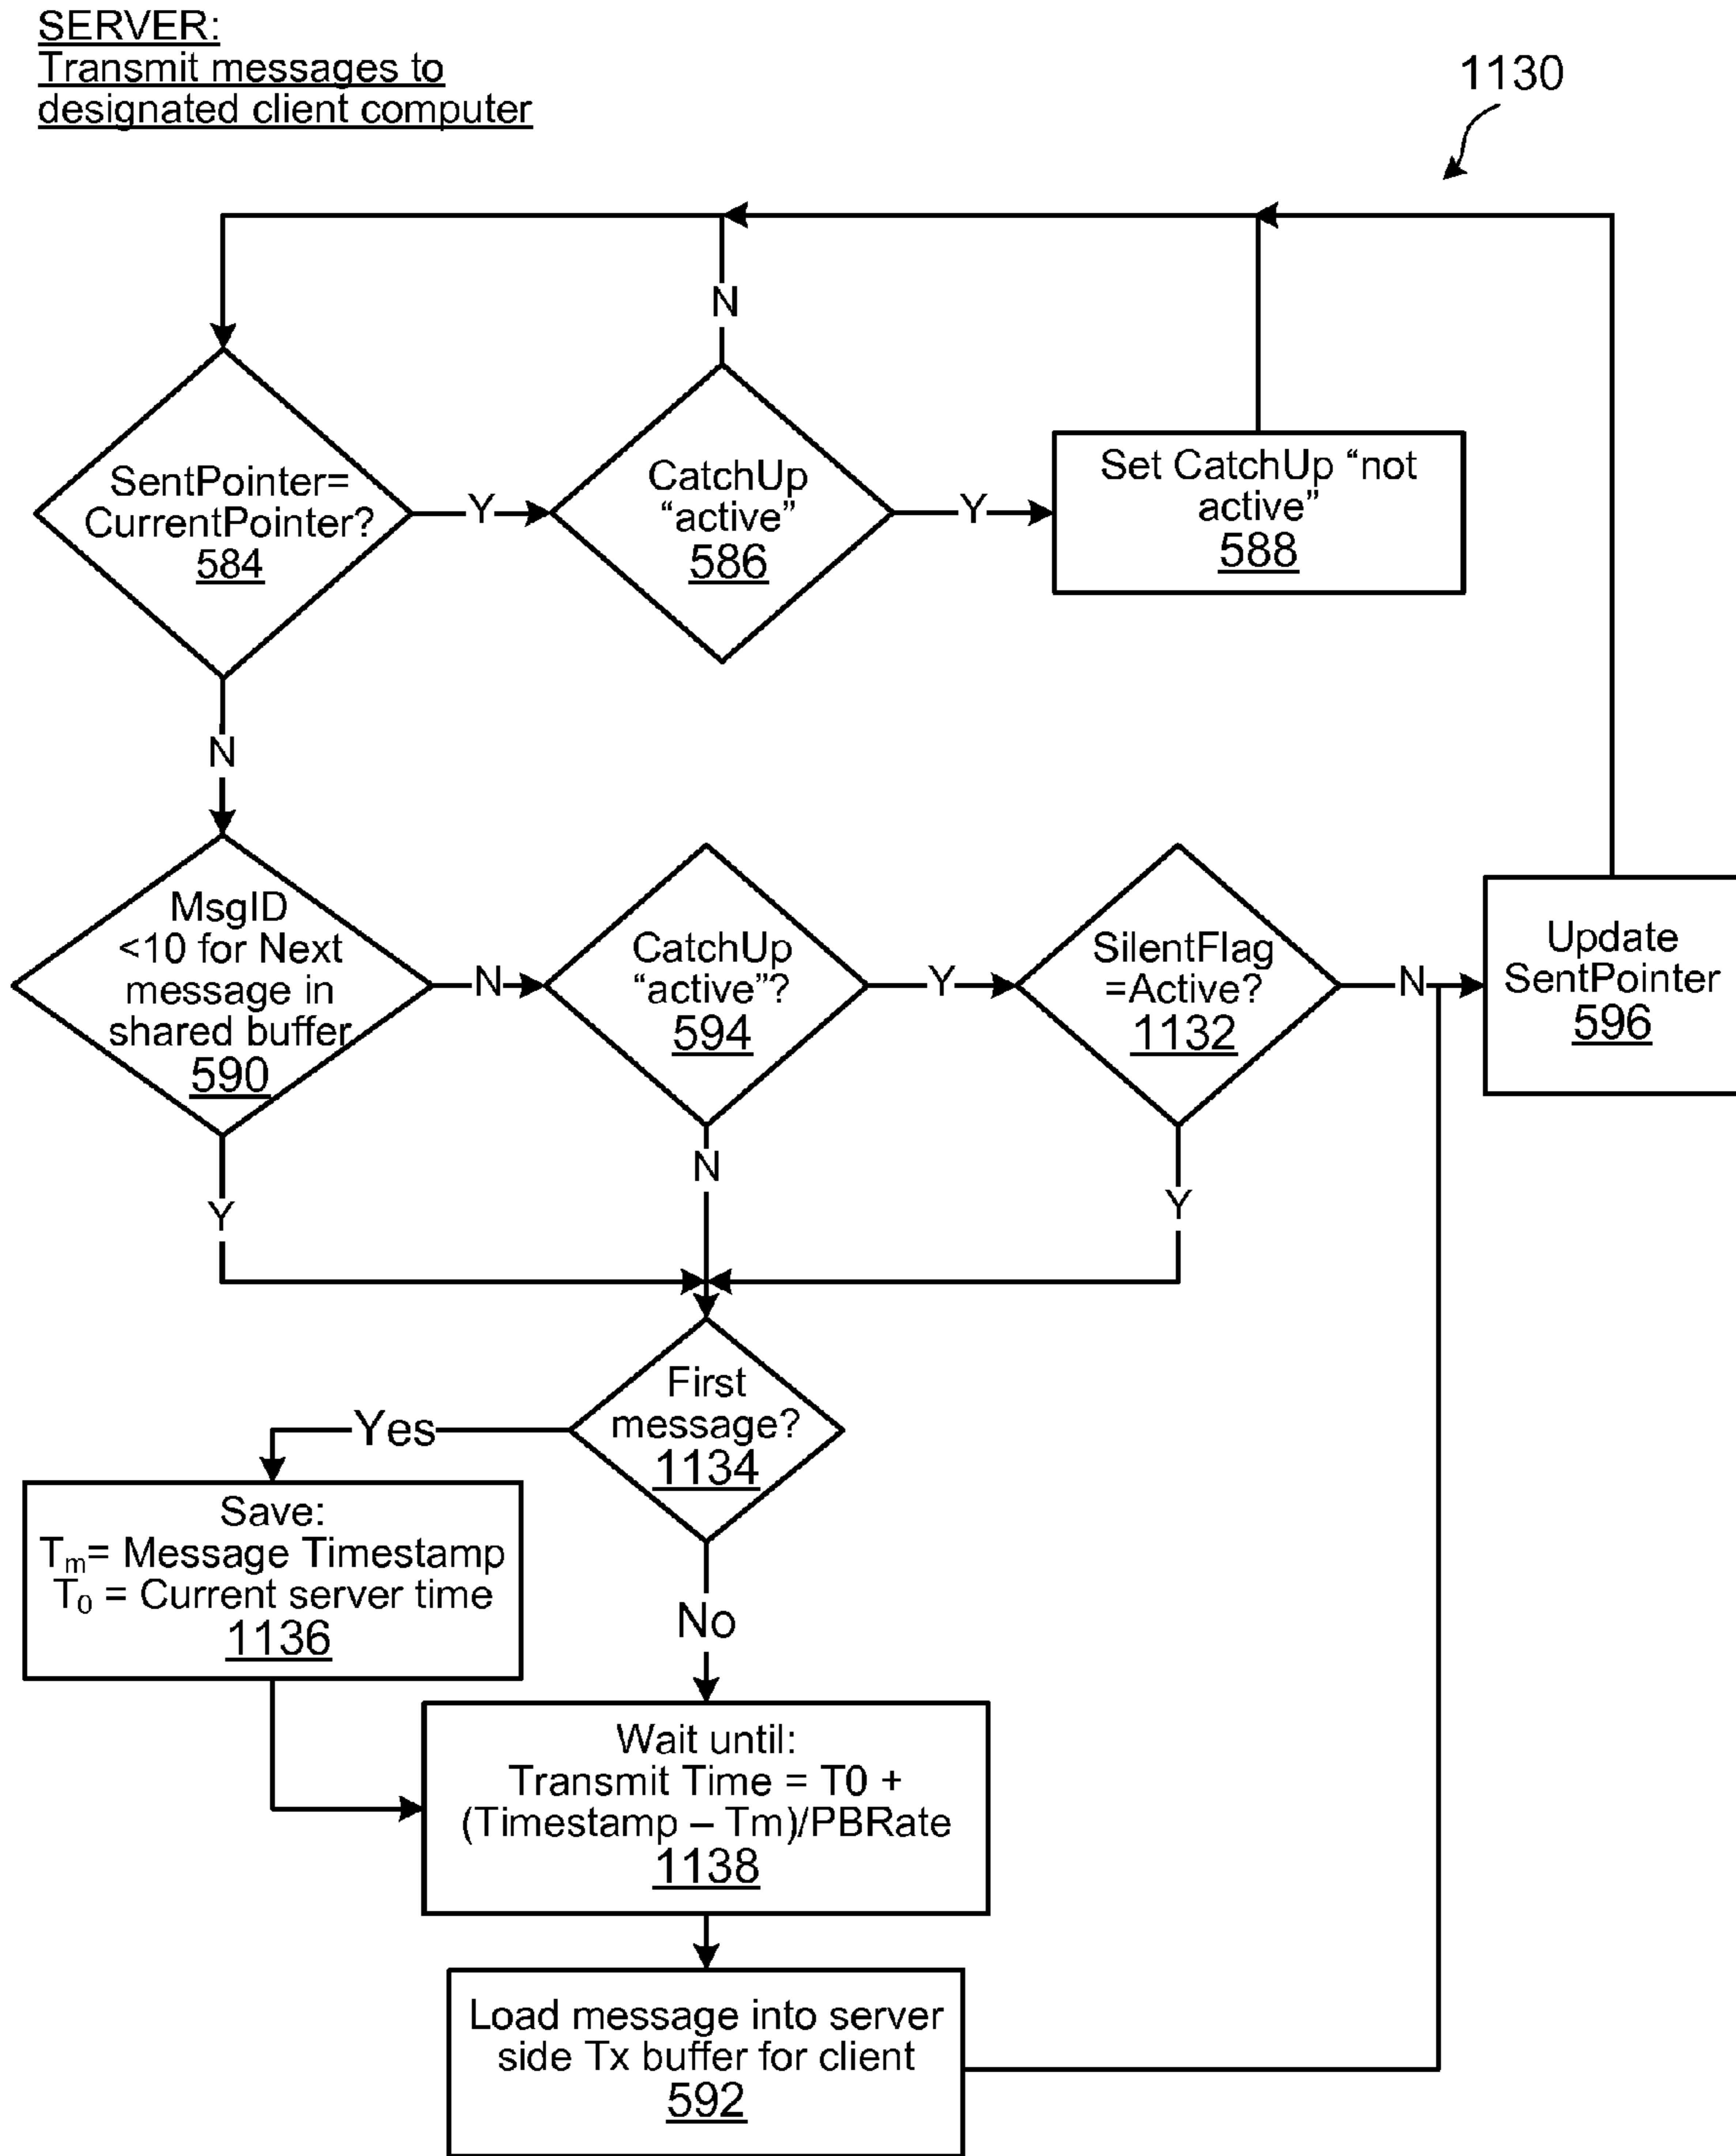 SERVER:
Transmit messages to
designated client computer
1130
N
SentPointer=
CurrentPointer?
584
Y
CatchUp
“active”
586
Y
Set CatchUp “not
active”
588
N
MsgID
<10 for Next
message in
shared buffer
590
N
CatchUp
“active”?
594
Y
SilentFlag
=Active?
1132
N
Update
SentPointer
596
Y
N
Y
First
message?
1134
Yes
Save:
Tm= Message Timestamp
T0 = Current server time
1136
No
Wait until:
Transmit Time = T0 +
(Timestamp – Tm)/PBRate
1138
Load message into server
side Tx buffer for client
592